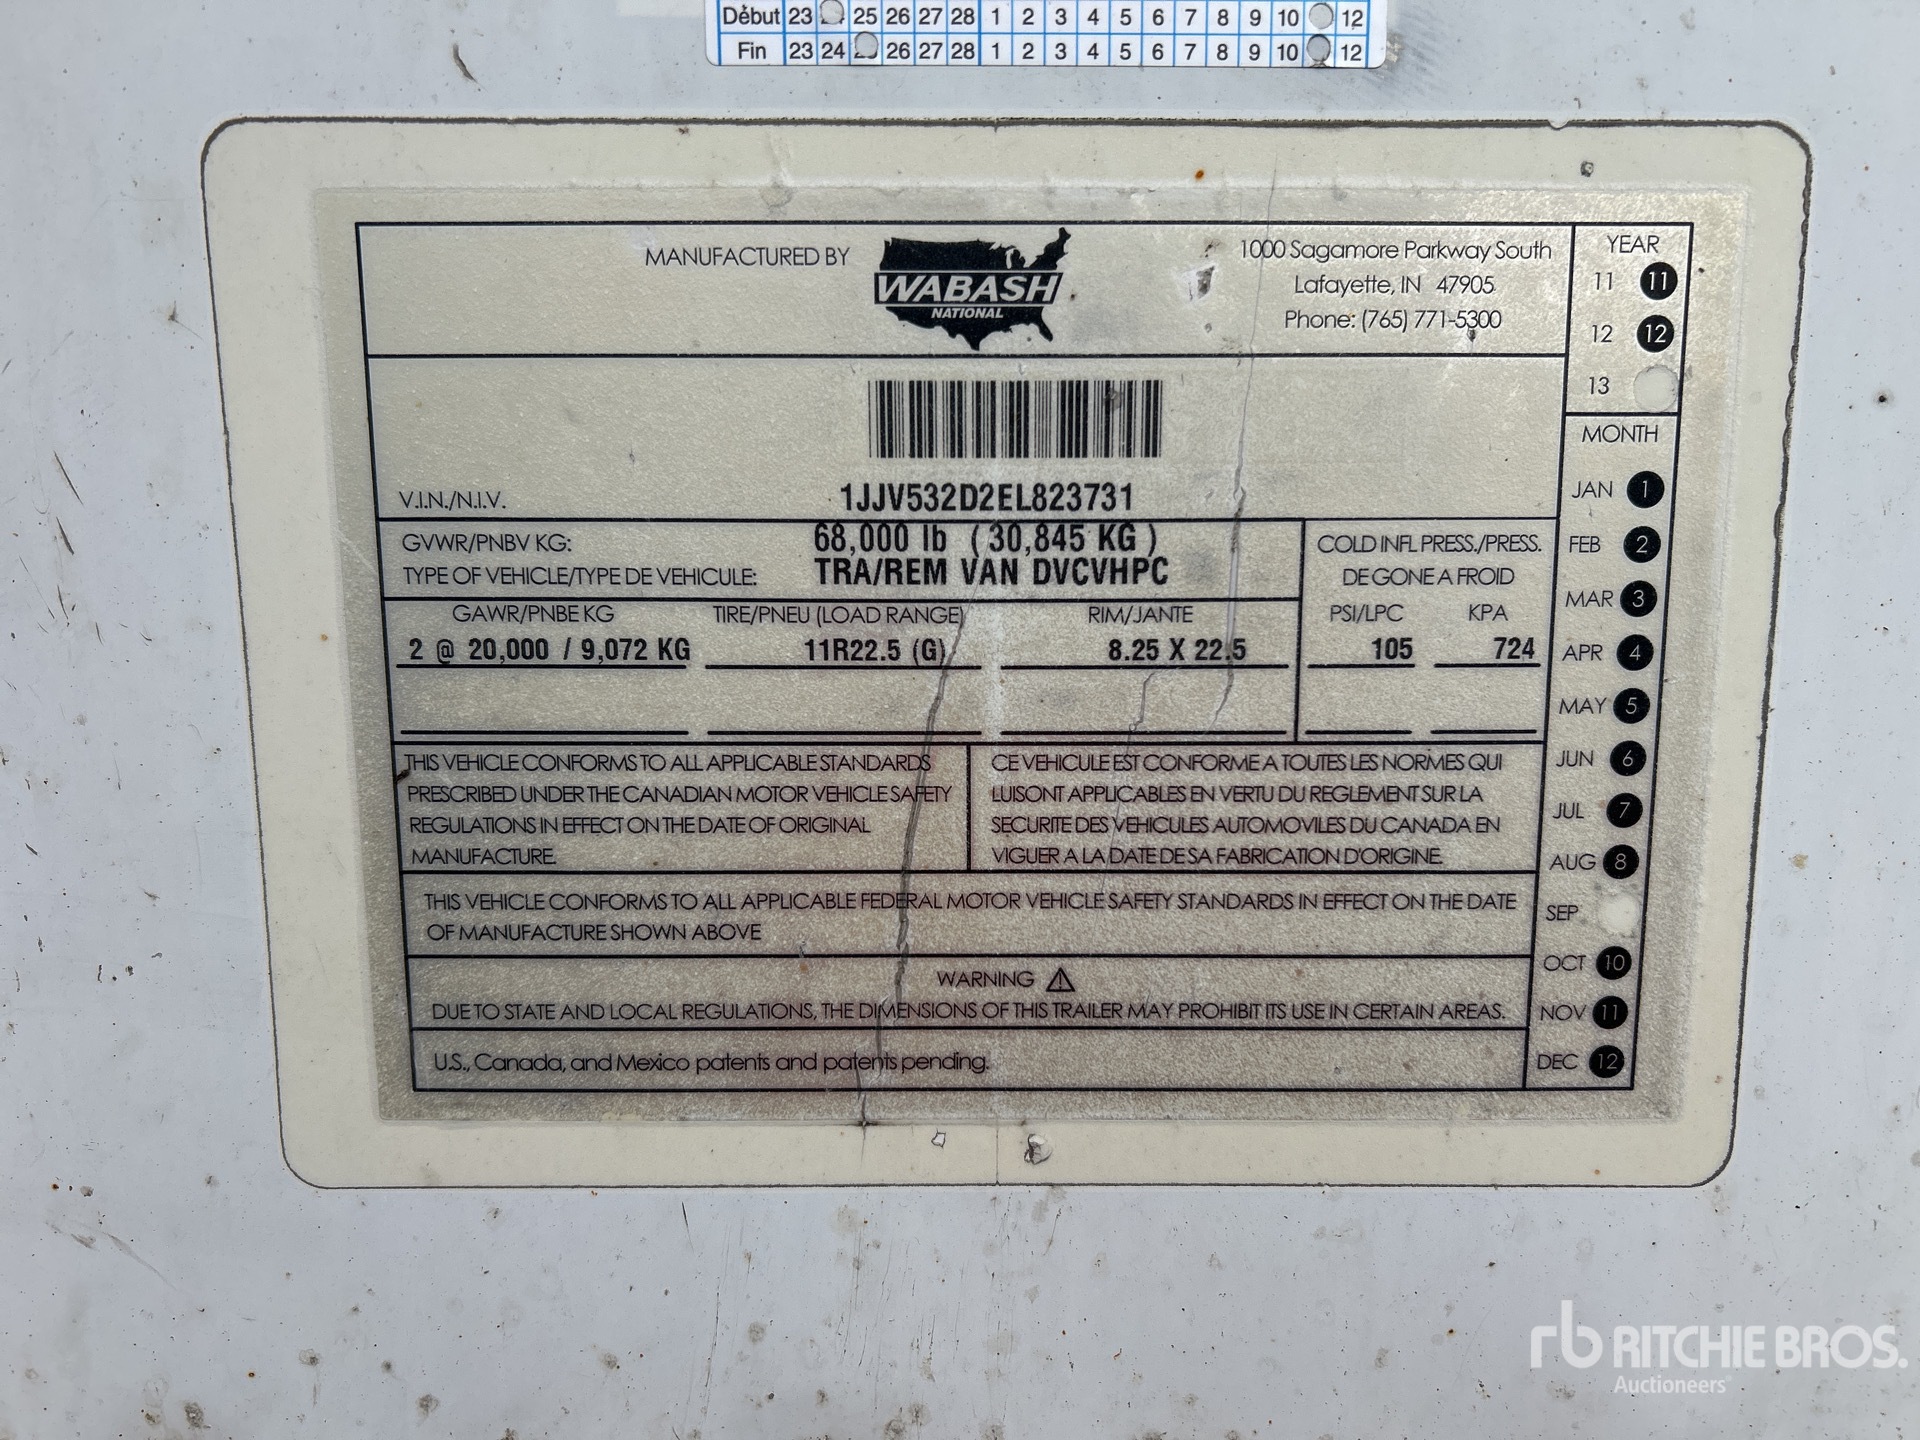 Début 23 25 26 27 28 1 2 3 4 5 6 7 8 9 10 12
Fin 23 24 26 27 28 1 2 3 4 5 6 7 8 9 10 12
MANUFACTURED BY
WABASH
NATIONAL
1000 Sagamore Parkway South
Lafayette, IN 47905
Phone: (765) 771-5300
YEAR
11 11
12 12
13
MONTH
JAN 1
FEB 2
MAR 3
APR 4
MAY 5
JUN 6
JUL 7
AUG 8
SEP
OCT 10
NOV 11
DEC 12
V.I.N./N.I.V. 1JJV532D2EL823731
GVWR/PNBV KG: 68,000 lb ( 30,845 KG )
TYPE OF VEHICLE/TYPE DE VEHICULE: TRA/REM VAN DVCVHPC
COLD INFL PRESS./PRESS.
DE GONE A FROID
GAWR/PNBE KG TIRE/PNEU (LOAD RANGE) RIM/JANTE PSI/LPC KPA
2 @ 20,000 / 9,072 KG 11R22.5 (G) 8.25 X 22.5 105 724
THIS VEHICLE CONFORMS TO ALL APPLICABLE STANDARDS
PRESCRIBED UNDER THE CANADIAN MOTOR VEHICLE SAFETY
REGULATIONS IN EFFECT ON THE DATE OF ORIGINAL
MANUFACTURE.
CE VEHICULE EST CONFORME A TOUTES LES NORMES QUI
LUISONT APPLICABLES EN VERTU DU REGLEMENT SUR LA
SECURITE DES VEHICULES AUTOMOVILES DU CANADA EN
VIGUER A LA DATE DE SA FABRICATION D'ORIGINE.
THIS VEHICLE CONFORMS TO ALL APPLICABLE FEDERAL MOTOR VEHICLE SAFETY STANDARDS IN EFFECT ON THE DATE
OF MANUFACTURE SHOWN ABOVE
WARNING
DUE TO STATE AND LOCAL REGULATIONS, THE DIMENSIONS OF THIS TRAILER MAY PROHIBIT ITS USE IN CERTAIN AREAS.
U.S., Canada, and Mexico patents and patents pending.
rb RITCHIE BROS.
Auctioneers